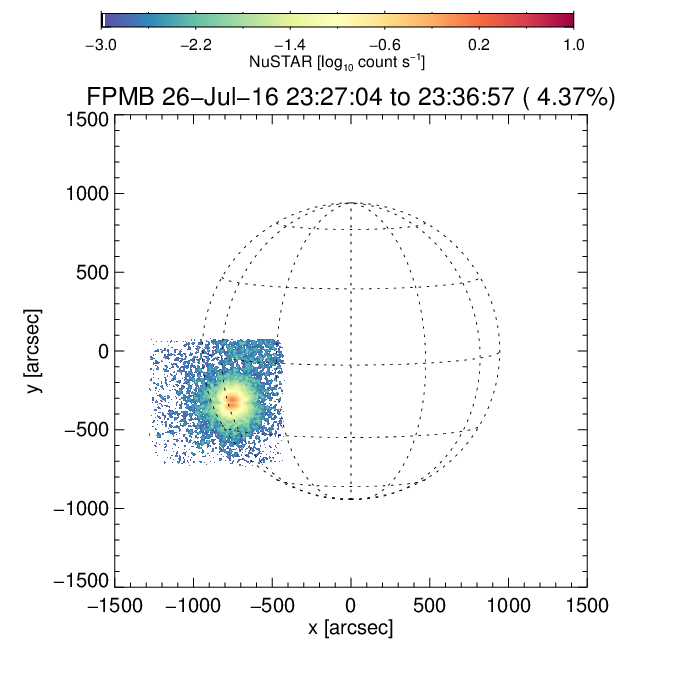 −3.0 −2.2 −1.4 −0.6 0.2 1.0
NuSTAR [log₁₀ count s⁻¹]
FPMB 26−Jul−16 23:27:04 to 23:36:57 ( 4.37%)
1500
1000
500
0
−500
−1000
−1500
y [arcsec]
−1500 −1000 −500 0 500 1000 1500
x [arcsec]